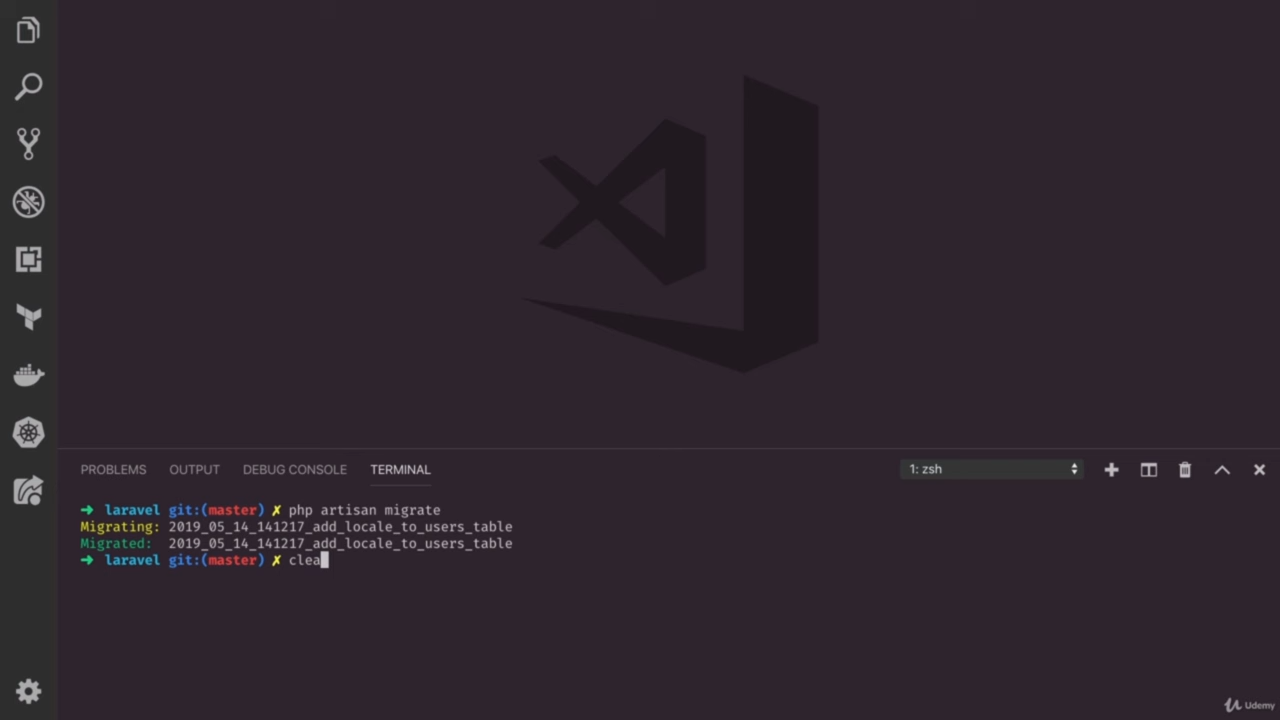 PROBLEMS OUTPUT DEBUG CONSOLE TERMINAL 1: zsh
➜ laravel git:(master) ✗ php artisan migrate
Migrating: 2019_05_14_141217_add_locale_to_users_table
Migrated: 2019_05_14_141217_add_locale_to_users_table
➜ laravel git:(master) ✗ clea
Udemy